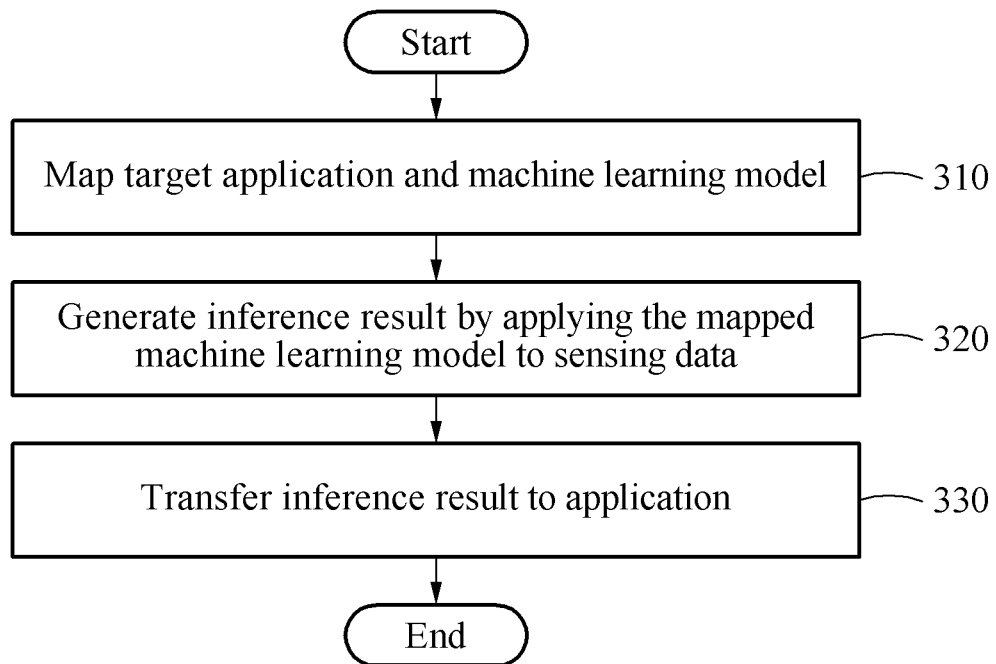 Start
Map target application and machine learning model
310
Generate inference result by applying the mapped
machine learning model to sensing data
320
Transfer inference result to application
330
End